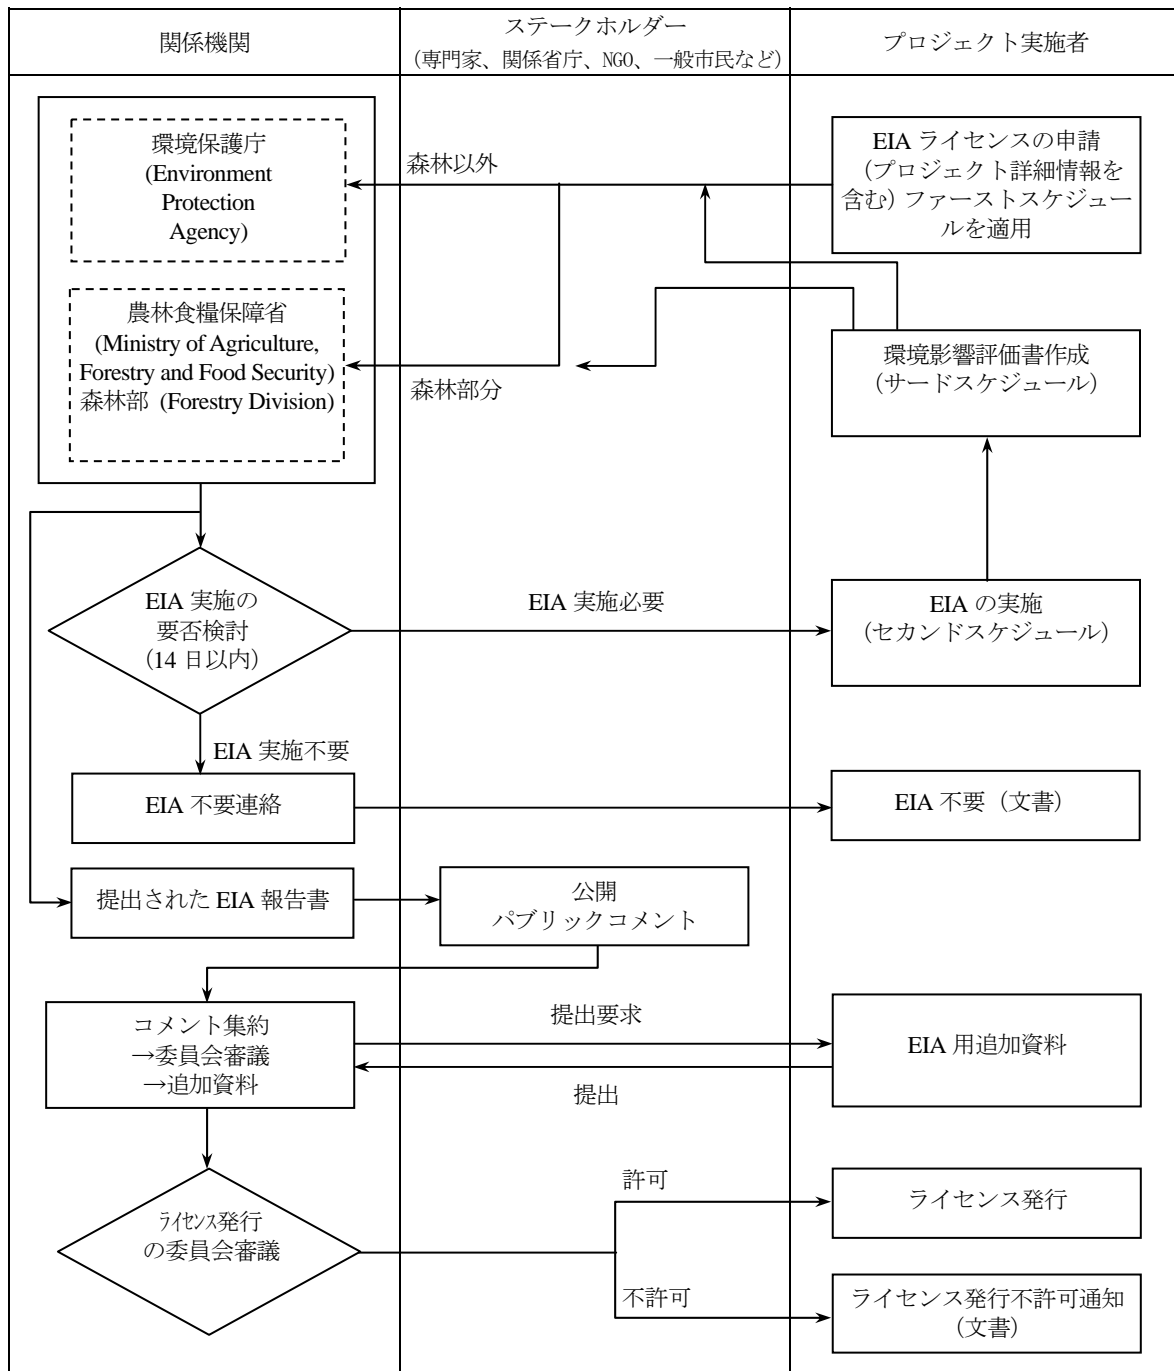 関係機関
ステークホルダー
(専門家、関係省庁、NGO、一般市民など)
プロジェクト実施者
環境保護庁
(Environment
Protection
Agency)
森林以外
EIA ライセンスの申請
(プロジェクト詳細情報を
含む) ファーストスケジュー
ルを適用
農林食糧保障省
(Ministry of Agriculture,
Forestry and Food Security)
森林部 (Forestry Division)
森林部分
環境影響評価書作成
(サードスケジュール)
EIA 実施の
要否検討
(14 日以内)
EIA 実施必要
EIA の実施
(セカンドスケジュール)
EIA 実施不要
EIA 不要連絡
EIA 不要(文書)
提出された EIA 報告書
公開
パブリックコメント
コメント集約
→委員会審議
→追加資料
提出要求
提出
EIA 用追加資料
ライセンス発行
の委員会審議
許可
ライセンス発行
不許可
ライセンス発行不許可通知
(文書)